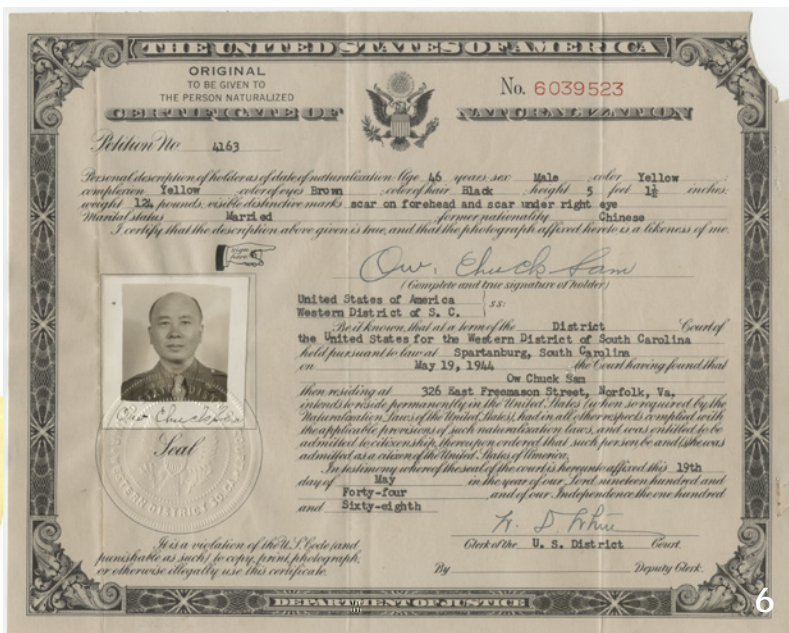 THE UNITED STATES OF AMERICA
ORIGINAL
TO BE GIVEN TO
THE PERSON NATURALIZED
No. 6039523
CERTIFICATE OF NATURALIZATION
Petition No. 4163
Personal description of holder as of date of naturalization: Age 46 years; sex Male; color Yellow;
complexion Yellow; color of eyes Brown; color of hair Black; height 5 feet 1½ inches;
weight 124 pounds; visible distinctive marks scar on forehead and scar under right eye
Marital status Married; former nationality Chinese
I certify that the description above given is true, and that the photograph affixed hereto is a likeness of me.
Ow, Chuck Sam
(Complete and true signature of holder)
United States of America
Western District of S. C. } ss:
Be it known, that at a term of the District Court of
the United States for the Western District of South Carolina
held pursuant to law at Spartanburg, South Carolina
on May 19, 1944 the Court having found that
Ow Chuck Sam
then residing at 326 East Freemason Street, Norfolk, Va.
intends to reside permanently in the United States (when so required by the
Naturalization Laws of the United States), had in all other respects complied with
the applicable provisions of such naturalization laws, and was entitled to be
admitted to citizenship, thereupon ordered that such person be and (s)he was
admitted as a citizen of the United States of America.
In testimony whereof the seal of the court is hereunto affixed this 19th
day of May in the year of our Lord nineteen hundred and
Forty-four and of our Independence the one hundred
and Sixty-eighth
Ow Chuck Sam
Seal
WESTERN DISTRICT SO.
Clerk of the U. S. District Court.
By Deputy Clerk.
It is a violation of the U.S. Code (and
punishable as such) to copy, print, photograph,
or otherwise illegally use this certificate.
DEPARTMENT OF JUSTICE
6